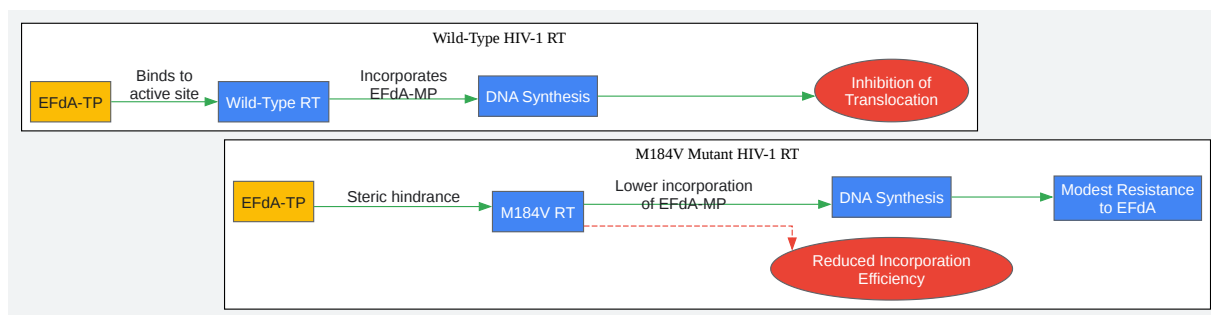 Wild-Type HIV-1 RT
EFdA-TP
Binds to
active site
Wild-Type RT
Incorporates
EFdA-MP
DNA Synthesis
Inhibition of
Translocation
M184V Mutant HIV-1 RT
EFdA-TP
Steric hindrance
M184V RT
Lower incorporation
of EFdA-MP
DNA Synthesis
Modest Resistance
to EFdA
Reduced Incorporation
Efficiency